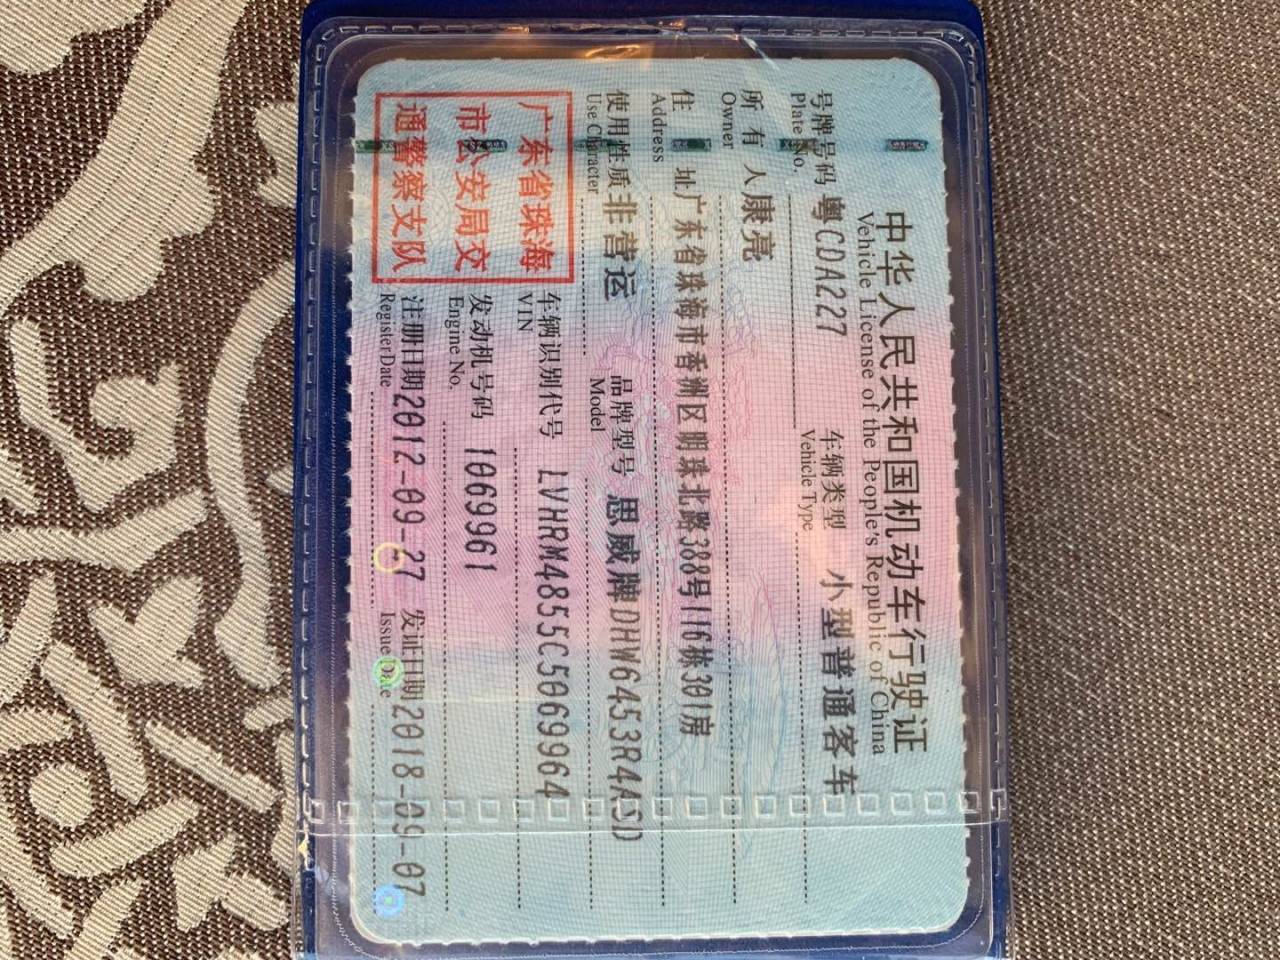 中华人民共和国机动车行驶证
Vehicle License of the People's Republic of China
号牌号码 粤CDA227 车辆类型 小型普通客车
Plate No. Vehicle Type
所有人 康亮
Owner
住址 广东省珠海市香洲区明珠北路388号116栋301房
Address
使用性质 非营运 品牌型号 思威牌DHW6453R4ASD
Use Character Model
广东省珠海
市公安局交
通警察支队
车辆识别代号 LVHRM4855C5069964
VIN
发动机号码 1069961
Engine No.
注册日期 2012-09-27 发证日期 2018-09-07
Register Date Issue Date